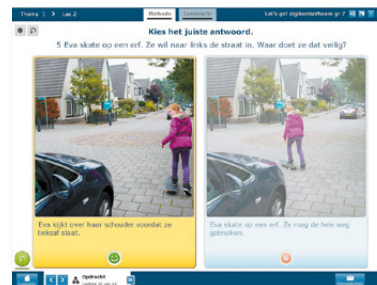 Thema 1 > Les 2
Let's go! digibordsoftware gr 7
Kies het juiste antwoord.
5 Eva skate op een erf. Ze wil naar links de straat in. Waar doet ze dat veilig?
Eva kijkt over haar schouder voordat ze
linksaf slaat.
Eva skate op een erf. Ze mag de hele weg
gebruiken.
Opdracht